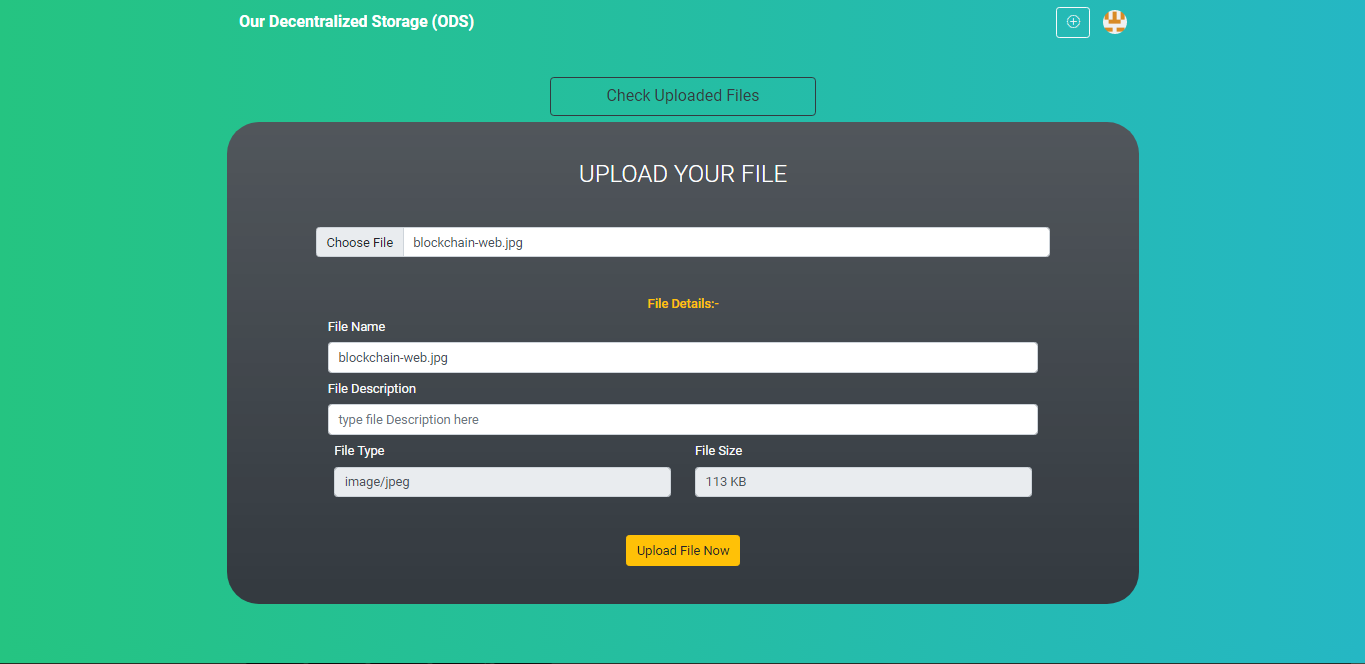 Our Decentralized Storage (ODS)
Check Uploaded Files
UPLOAD YOUR FILE
Choose File blockchain-web.jpg
File Details:-
File Name
blockchain-web.jpg
File Description
type file Description here
File Type File Size
image/jpeg 113 KB
Upload File Now